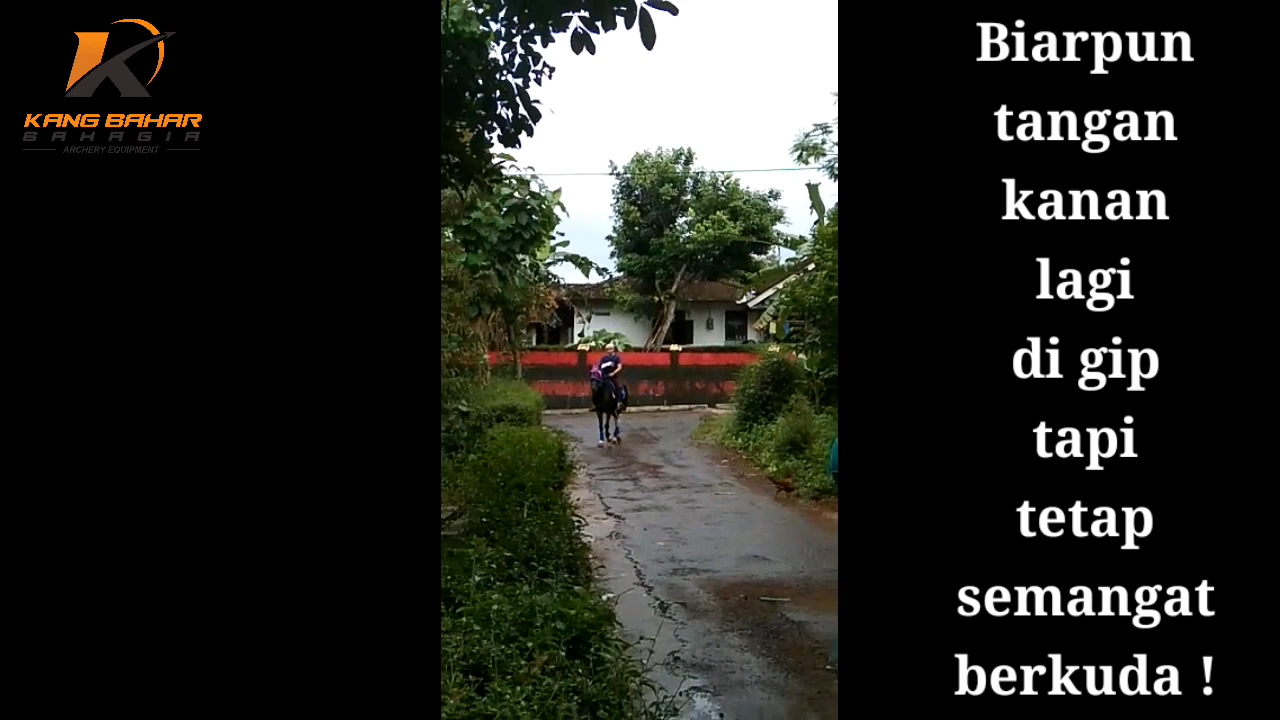 KANG BAHAR
BAHAGIA
ARCHERY EQUIPMENT
Biarpun
tangan
kanan
lagi
di gip
tapi
tetap
semangat
berkuda !